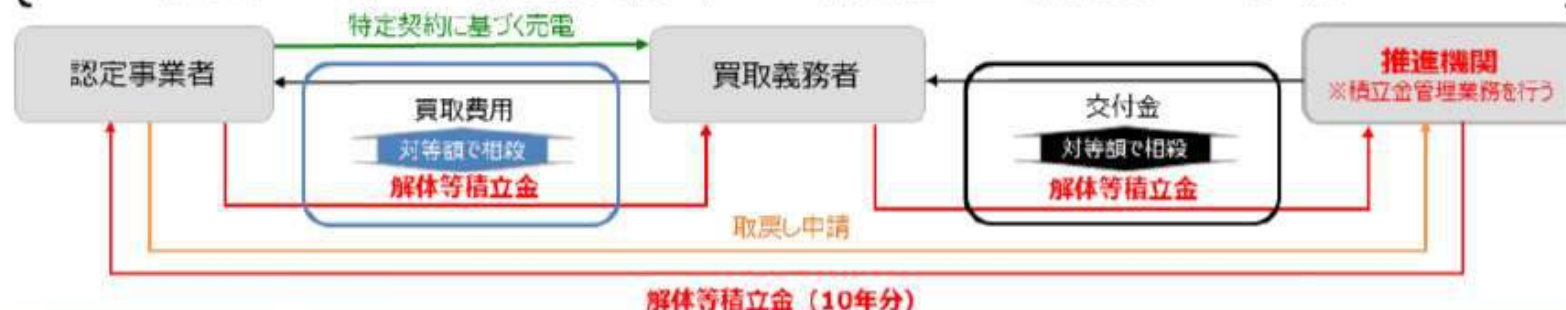 特定契約に基づく売電
認定事業者
買取義務者
推進機関
※積立金管理業務を行う
買取費用
対等額で相殺
解体等積立金
交付金
対等額で相殺
解体等積立金
取戻し申請
解体等積立金（10年分）